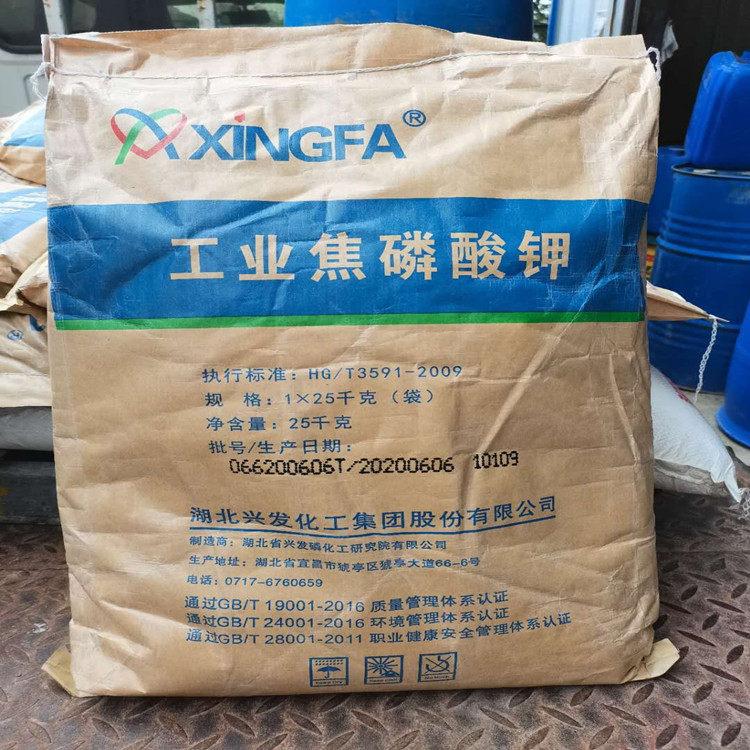 XINGFA®
工业焦磷酸钾
执行标准：HG/T3591-2009
规 格：1×25千克（袋）
净含量：25千克
批号/生产日期：
066200606T/20200606 10109
湖北兴发化工集团股份有限公司
制造商：湖北省兴发磷化工研究院有限公司
生产地址：湖北省宜昌市猇亭区猇亭大道66-6号
电话：0717-6760659
通过GB/T 19001-2016 质量管理体系认证
通过GB/T 24001-2016 环境管理体系认证
通过GB/T 28001-2011 职业健康安全管理体系认证
Keep Dry
No Hook